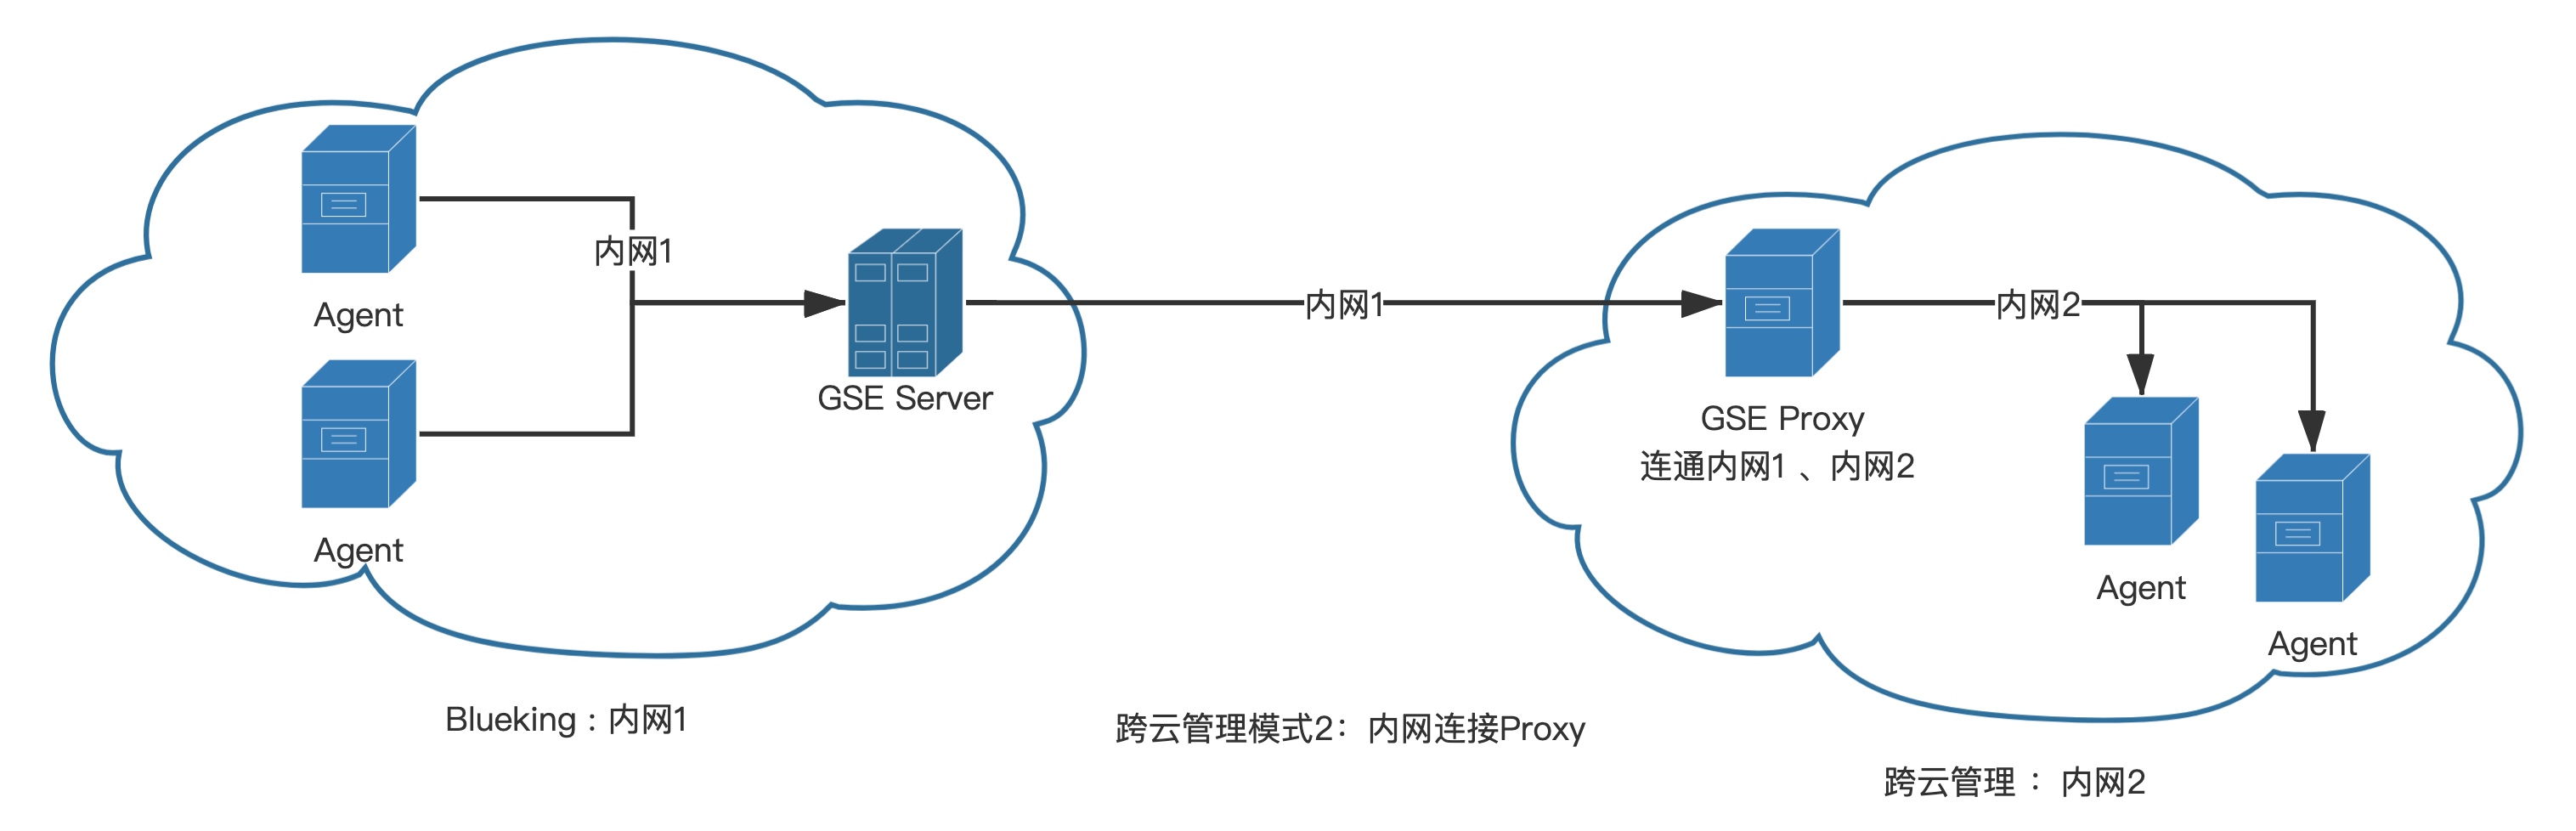 Agent
内网1
Agent
GSE Server
内网1
GSE Proxy
连通内网1 、内网2
内网2
Agent
Agent
Blueking : 内网1
跨云管理模式2：内网连接Proxy
跨云管理 ：内网2